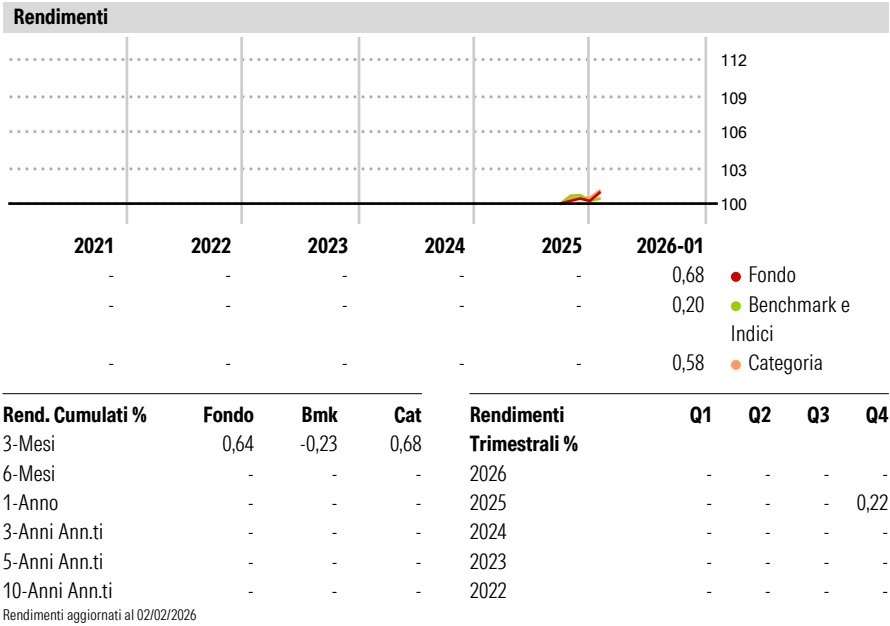 Rendimenti
112
109
106
103
100
2021 2022 2023 2024 2025 2026-01
- - - - - 0,68 Fondo
- - - - - 0,20 Benchmark e
Indici
- - - - - 0,58 Categoria
Rend. Cumulati % Fondo Bmk Cat
3-Mesi 0,64 -0,23 0,68
6-Mesi - - -
1-Anno - - -
3-Anni Ann.ti - - -
5-Anni Ann.ti - - -
10-Anni Ann.ti - - -
Rendimenti Q1 Q2 Q3 Q4
Trimestrali %
2026 - - - -
2025 - - - 0,22
2024 - - - -
2023 - - - -
2022 - - - -
Rendimenti aggiornati al 02/02/2026